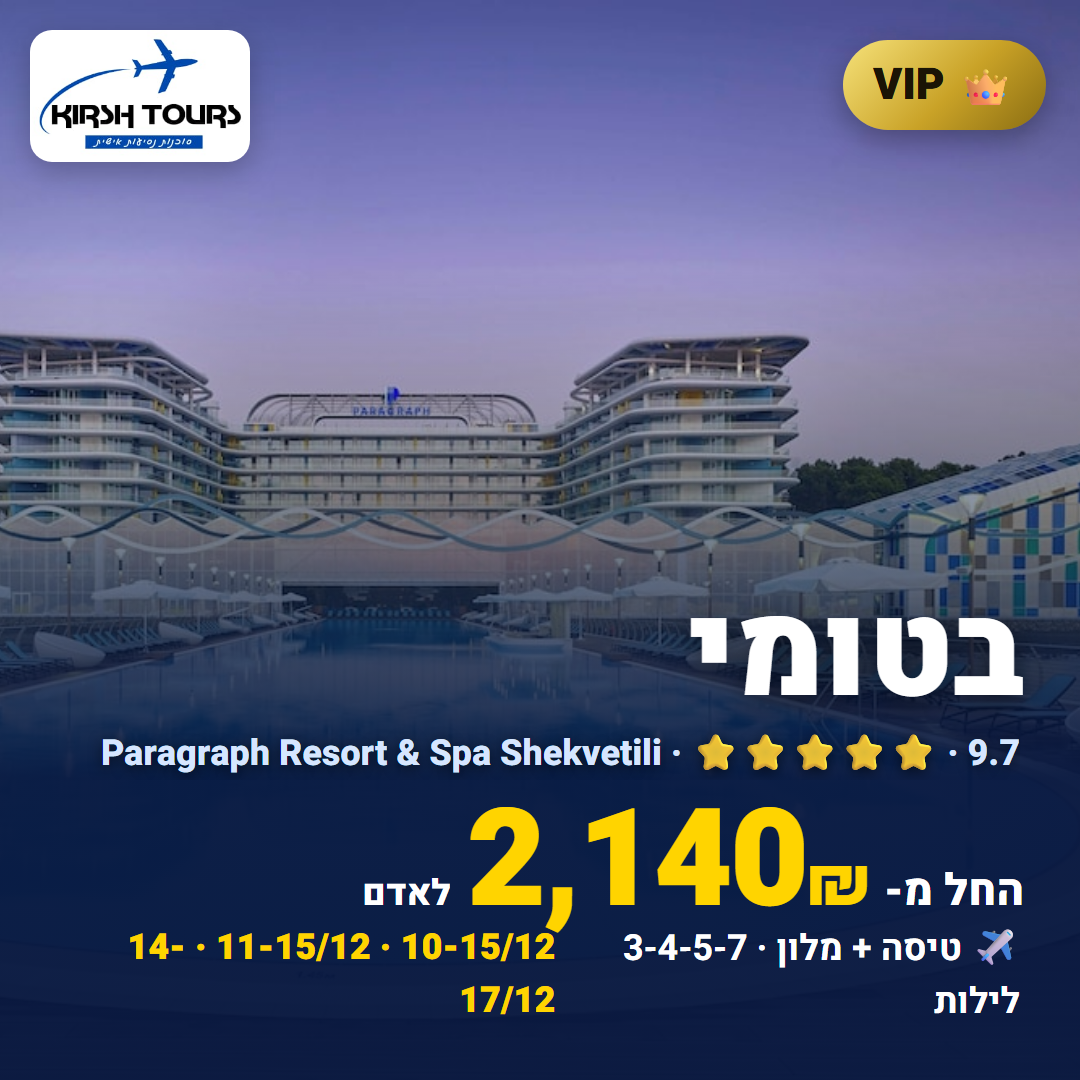 KIRSH TOURS
סוכנות נסיעות אישית
VIP
PARAGRAPH
בטומי
Paragraph Resort & Spa Shekvetili · ⭐⭐⭐⭐⭐ · 9.7
החל מ- ₪2,140 לאדם
✈️ טיסה + מלון · 3-4-5-7
לילות
10-15/12 · 11-15/12 · 14-
17/12